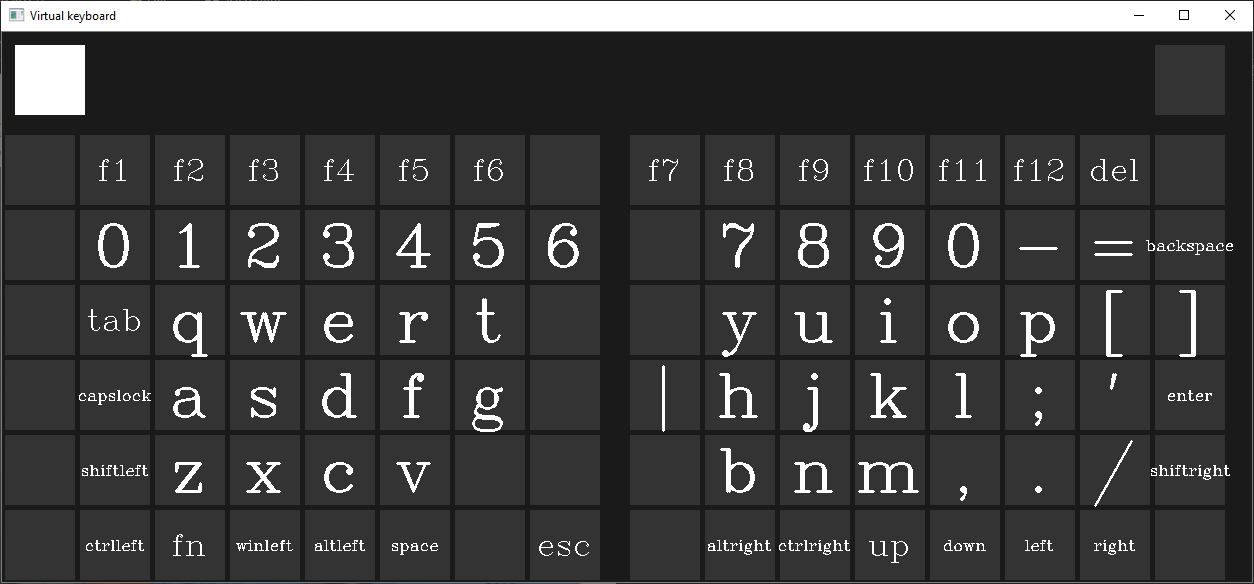 Virtual keyboard
f1 f2 f3 f4 f5 f6 f7 f8 f9 f10 f11 f12 del
0 1 2 3 4 5 6 7 8 9 0 - = backspace
tab q w e r t y u i o p [ ]
capslock a s d f g | h j k l ; ' enter
shiftleft z x c v b n m , . / shiftright
ctrlleft fn winleft altleft space esc altright ctrlright up down left right